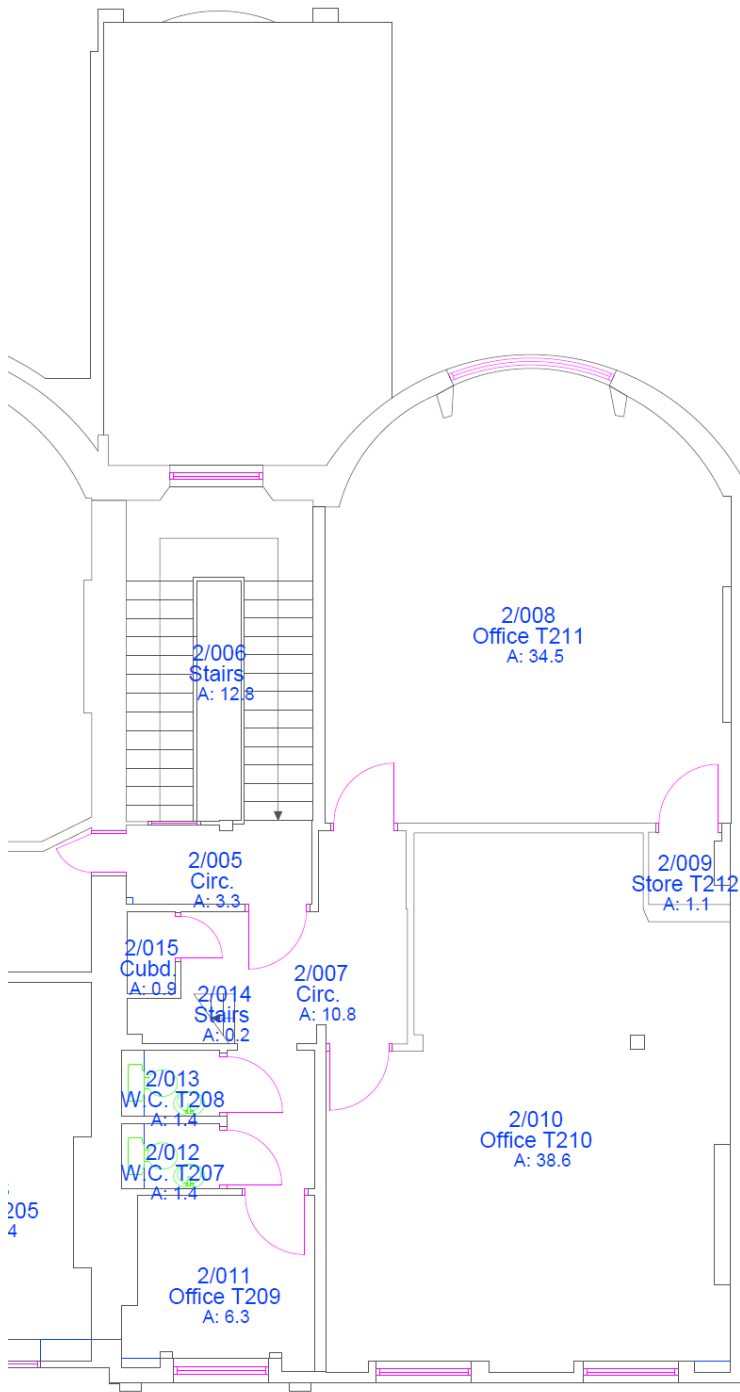 2/008
Office T211
A: 34.5
2/006
Stairs
A: 12.8
2/005
Circ.
A: 3.3
2/009
Store T212
A: 1.1
2/015
Cubd.
A: 0.9
2/014
Stairs
A: 0.2
2/007
Circ.
A: 10.8
2/013
W.C. T208
A: 1.4
2/012
W.C. T207
A: 1.4
2/010
Office T210
A: 38.6
205
4
2/011
Office T209
A: 6.3